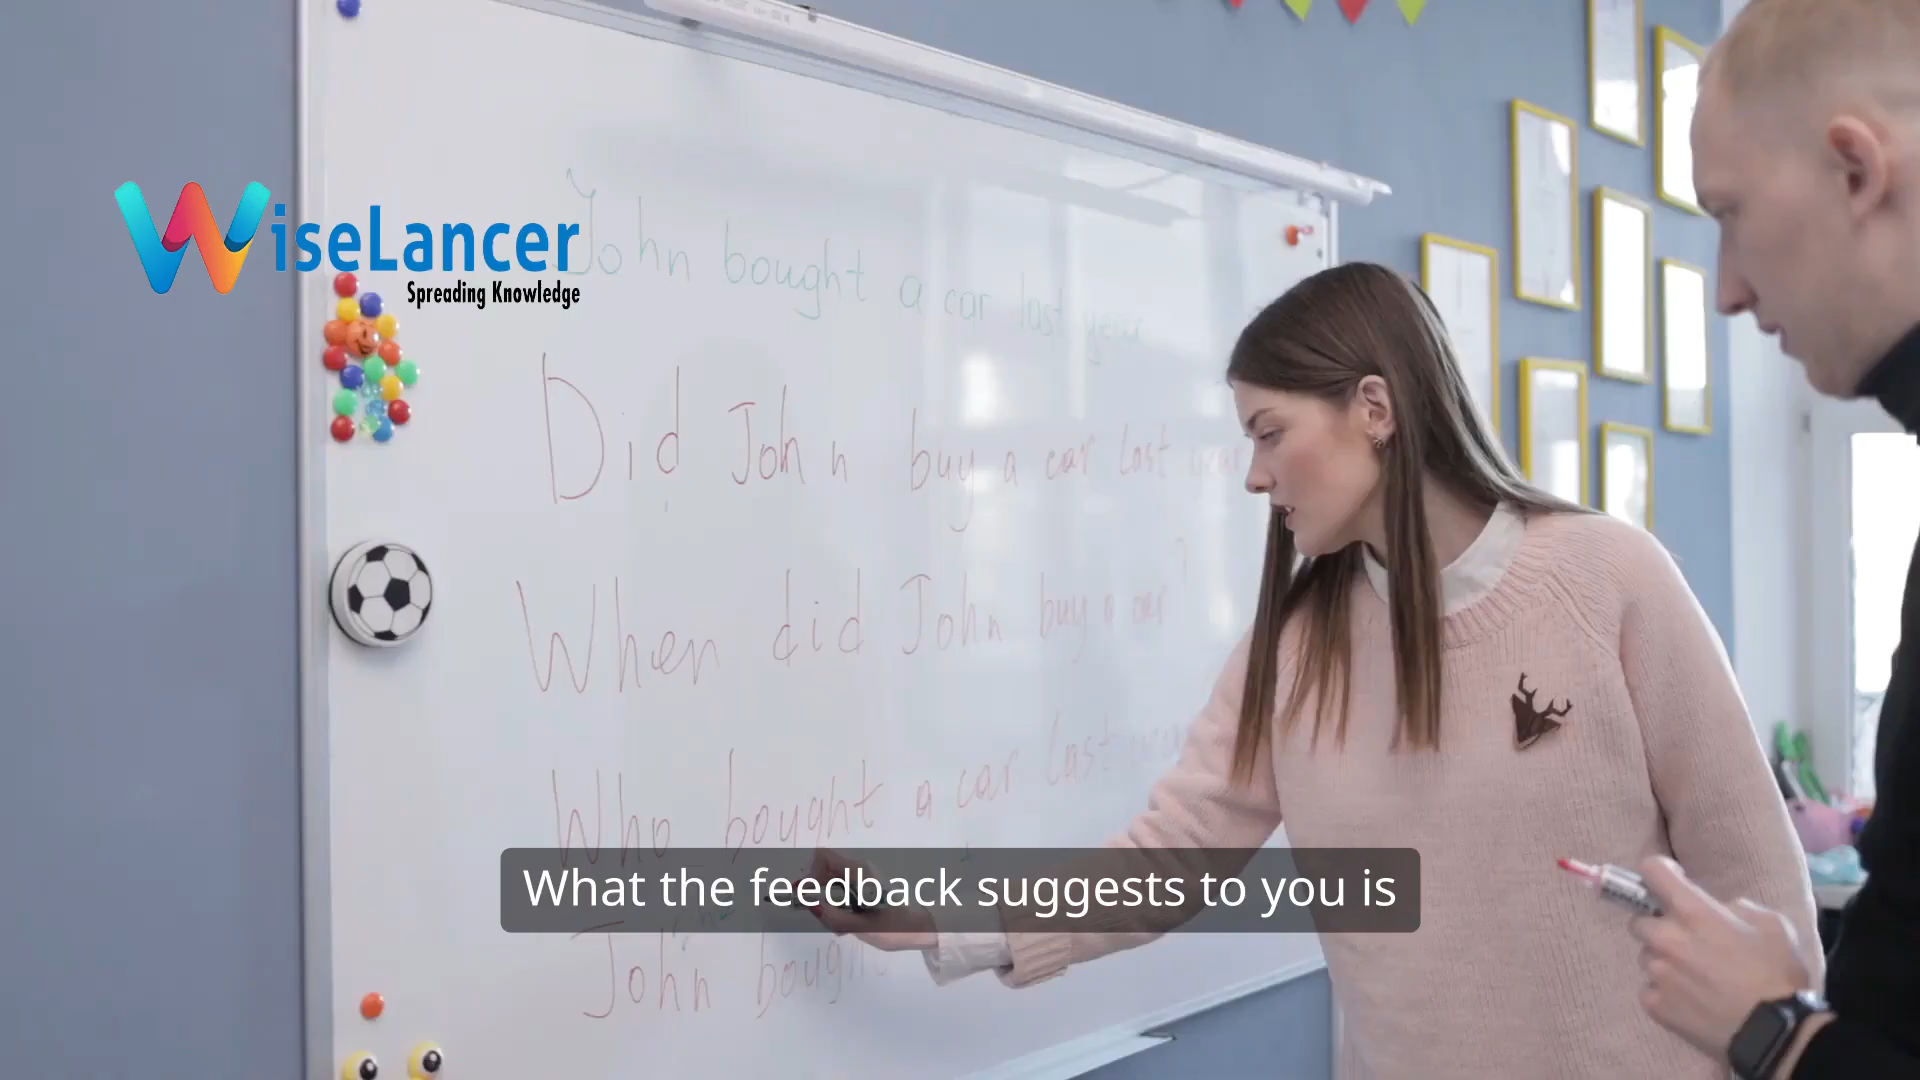 WiseLancer
Spreading Knowledge
John bought a car last year
Did John buy a car last year
When did John buy a car?
Who bought a car last year
What the feedback suggests to you is
John bought